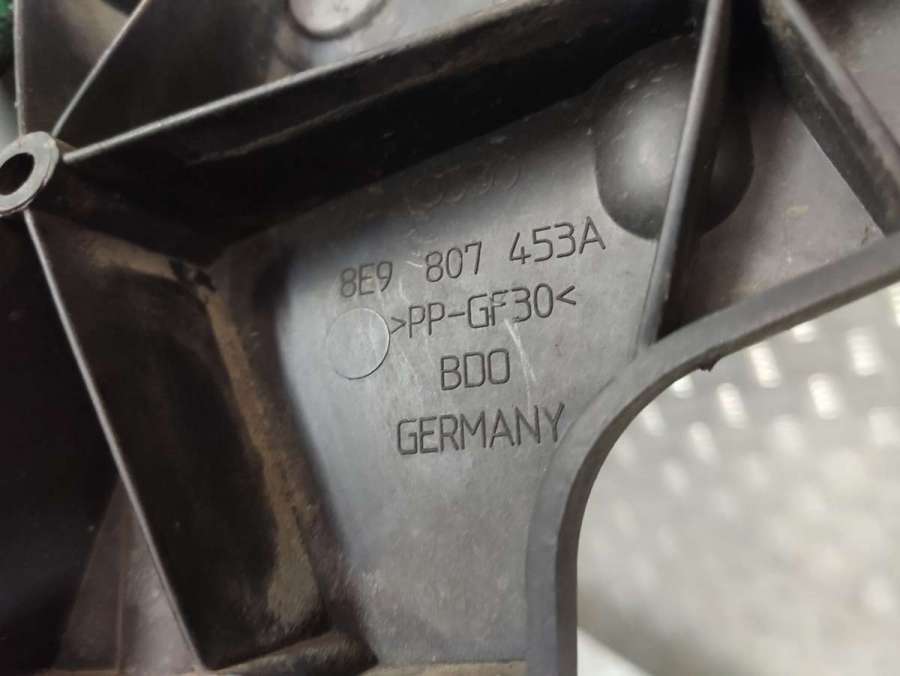 8E9 807 453A
>PP-GF30<
BDO
GERMANY